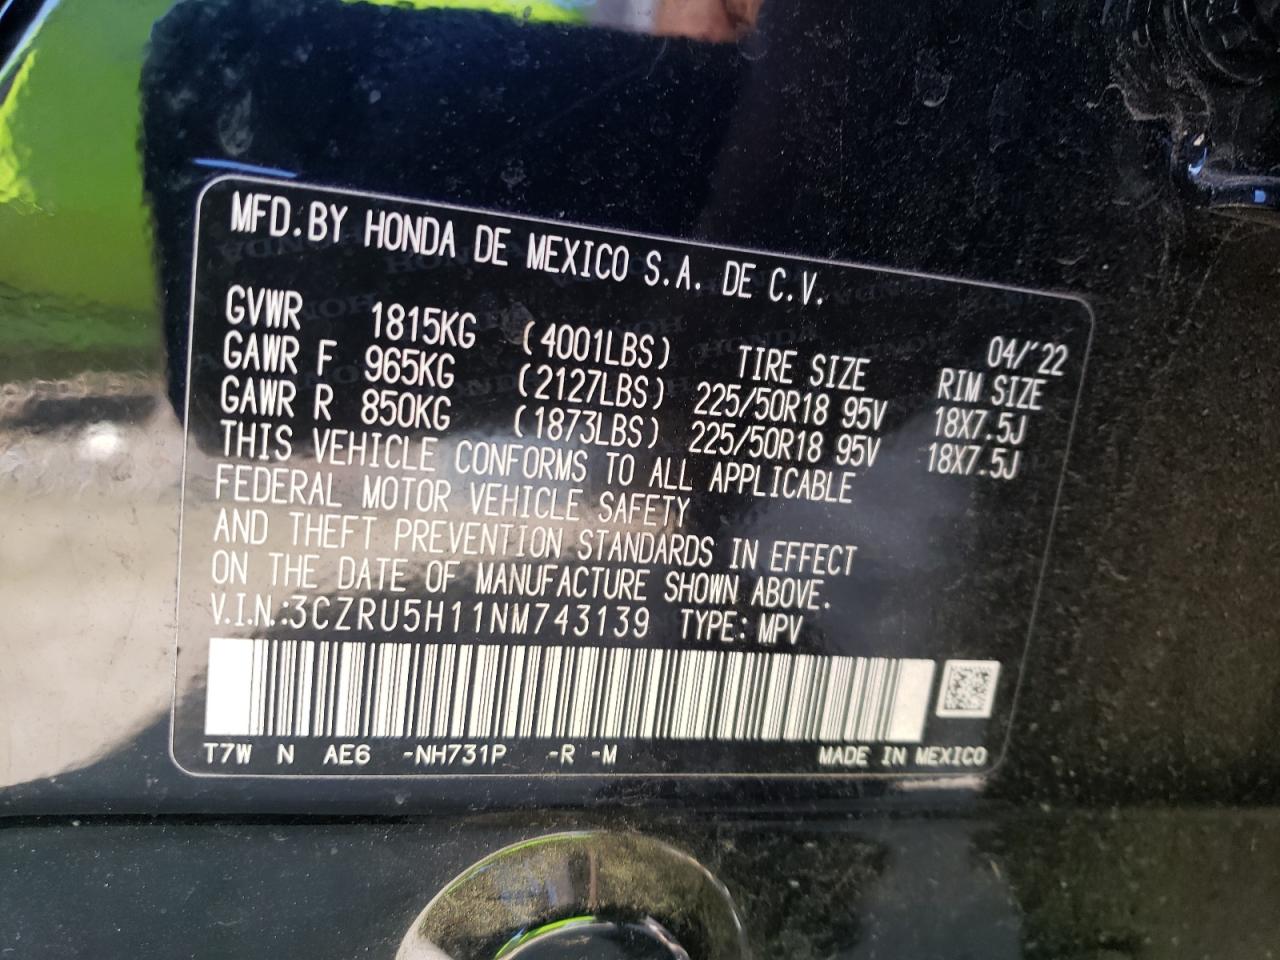 MFD.BY HONDA DE MEXICO S.A. DE C.V.
04/'22
GVWR 1815KG (4001LBS) TIRE SIZE RIM SIZE
GAWR F 965KG (2127LBS) 225/50R18 95V 18X7.5J
GAWR R 850KG (1873LBS) 225/50R18 95V 18X7.5J
THIS VEHICLE CONFORMS TO ALL APPLICABLE
FEDERAL MOTOR VEHICLE SAFETY
AND THEFT PREVENTION STANDARDS IN EFFECT
ON THE DATE OF MANUFACTURE SHOWN ABOVE.
V.I.N.:3CZRU5H11NM743139 TYPE: MPV
T7W N AE6 -NH731P -R -M MADE IN MEXICO